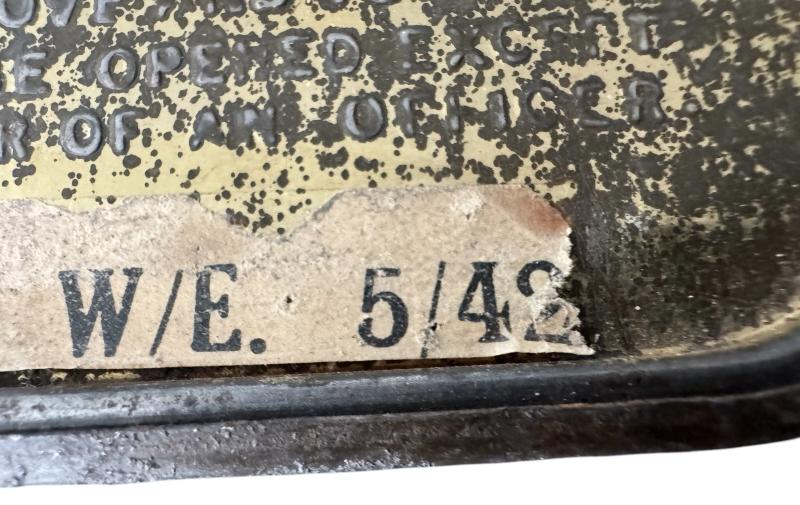 E OPENED EXCEPT
R OF AN OFFICER.
W/E. 5/42